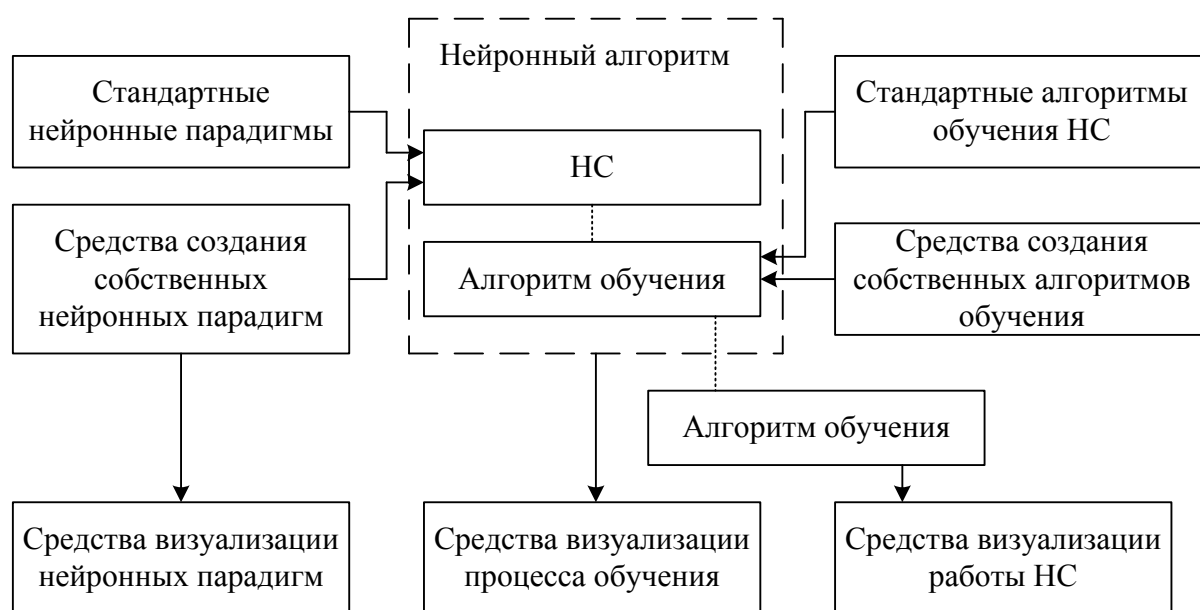 Нейронный алгоритм
Стандартные
нейронные парадигмы
Стандартные алгоритмы
обучения НС
НС
Средства создания
собственных
нейронных парадигм
Алгоритм обучения
Средства создания
собственных алгоритмов
обучения
Алгоритм обучения
Средства визуализации
нейронных парадигм
Средства визуализации
процесса обучения
Средства визуализации
работы НС